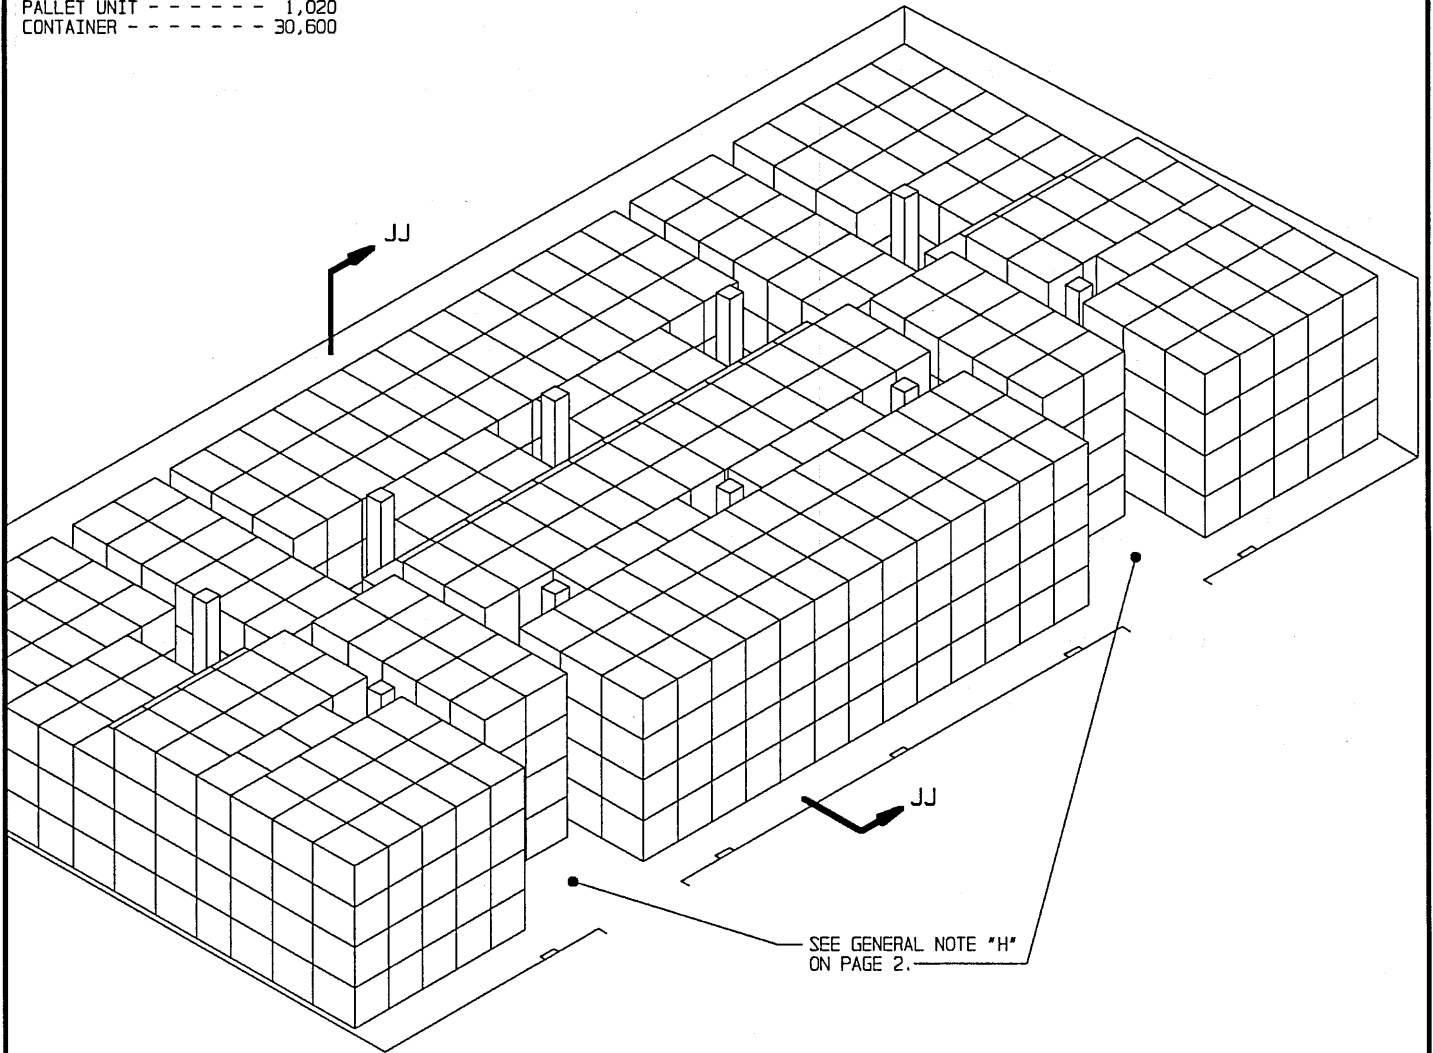 PALLET UNIT - - - - - - 1,020
CONTAINER - - - - - - - 30,600
JJ
JJ
SEE GENERAL NOTE "H"
ON PAGE 2.